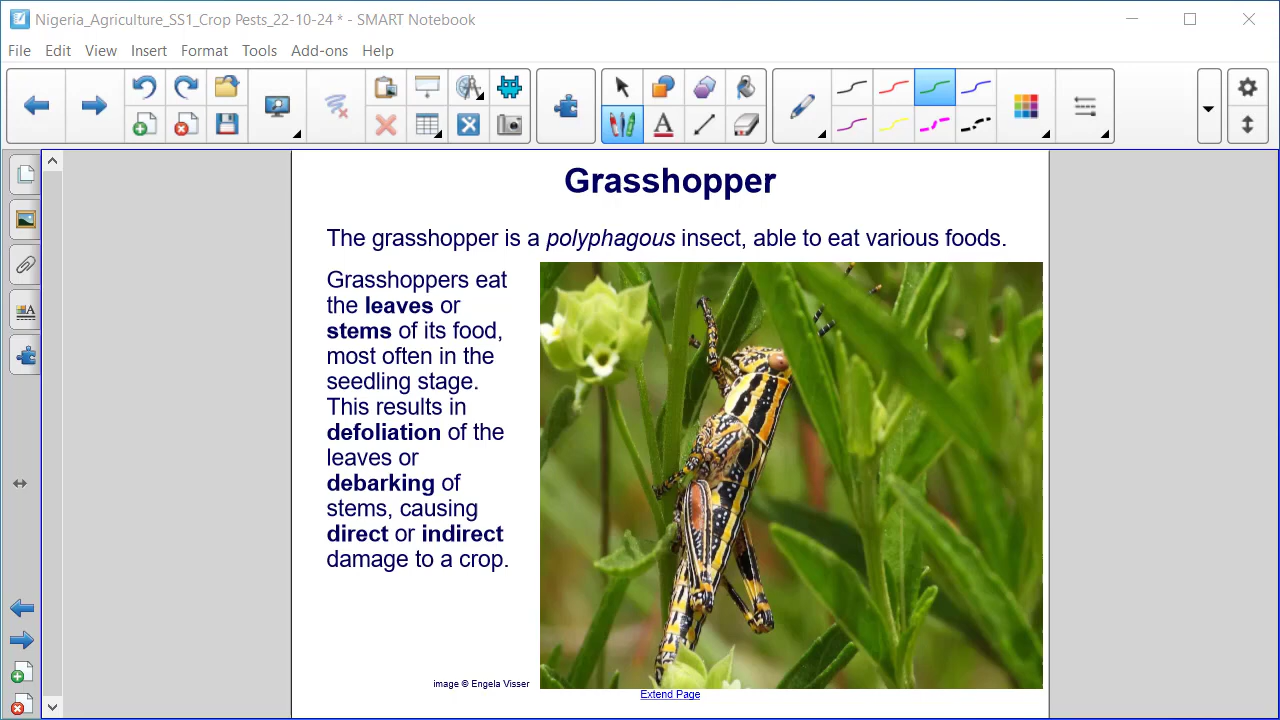 Nigeria_Agriculture_SS1_Crop Pests_22-10-24 * - SMART Notebook
File Edit View Insert Format Tools Add-ons Help
Grasshopper
The grasshopper is a polyphagous insect, able to eat various foods.
Grasshoppers eat
the leaves or
stems of its food,
most often in the
seedling stage.
This results in
defoliation of the
leaves or
debarking of
stems, causing
direct or indirect
damage to a crop.
image © Engela Visser
Extend Page